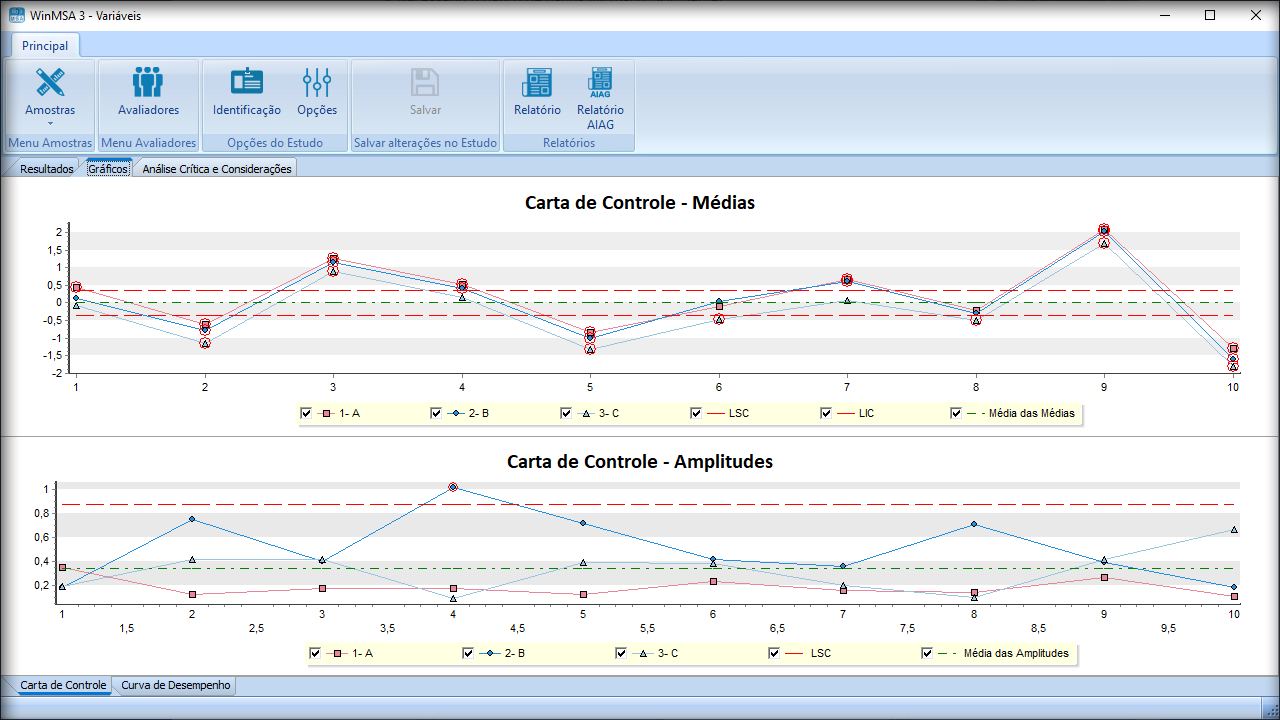 WinMSA 3 - Variáveis
Principal
Amostras
Avaliadores
Identificação
Opções
Salvar
Relatório
AIAG
Relatório
AIAG
Menu Amostras
Menu Avaliadores
Opções do Estudo
Salvar alterações no Estudo
Relatórios
Resultados
Gráficos
Análise Crítica e Considerações
Carta de Controle - Médias
2
1,5
1
0,5
0
-0,5
-1
-1,5
-2
1 2 3 4 5 6 7 8 9 10
1- A 2- B 3- C LSC LIC Média das Médias
Carta de Controle - Amplitudes
1
0,8
0,6
0,4
0,2
1 2 3 4 5 6 7 8 9 10
1,5 2,5 3,5 4,5 5,5 6,5 7,5 8,5 9,5
1- A 2- B 3- C LSC Média das Amplitudes
Carta de Controle
Curva de Desempenho